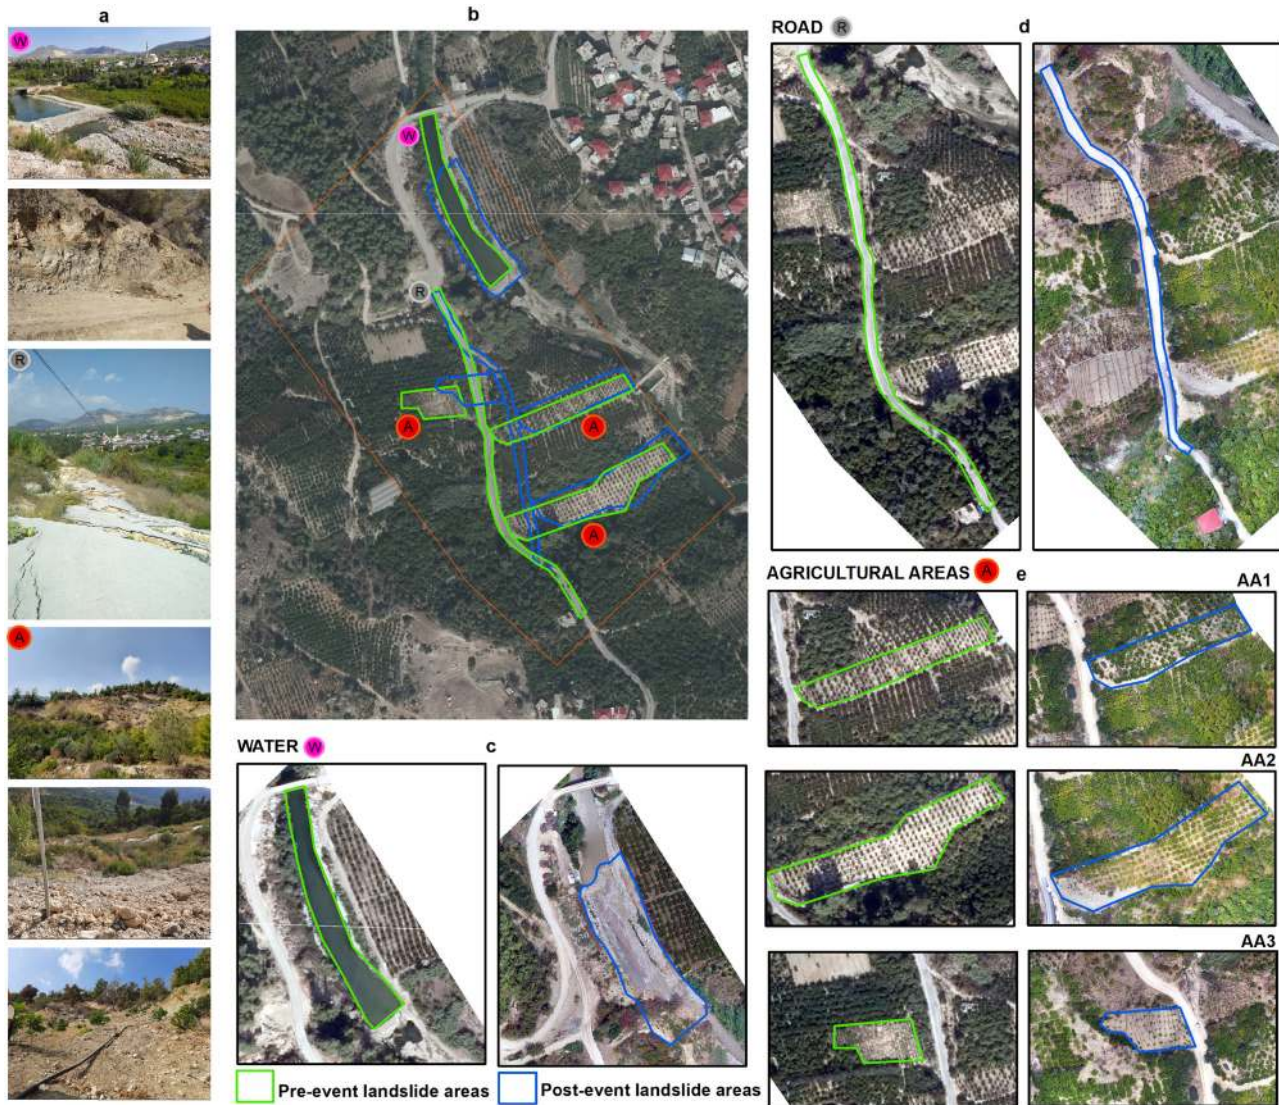 a
b
ROAD R
d
W
W
R
R
A
A
A
A
AGRICULTURAL AREAS A
e
AA1
WATER W
c
AA2
AA3
Pre-event landslide areas
Post-event landslide areas